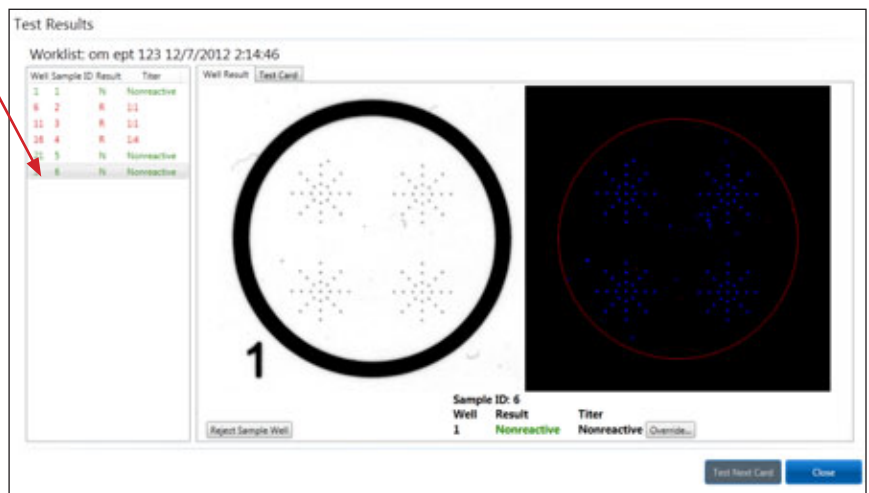 Test Results
Worklist: om ept 123 12/7/2012 2:14:46
Well Sample ID Result Titer
1 1 N Nonreactive
6 2 R 1:1
11 3 R 1:1
16 4 R 1:4
21 5 N Nonreactive
6 N Nonreactive
Well Result Test Card
1
Sample ID: 6
Well Result Titer
1 Nonreactive Nonreactive Override...
Reject Sample Well
Test Next Card Close